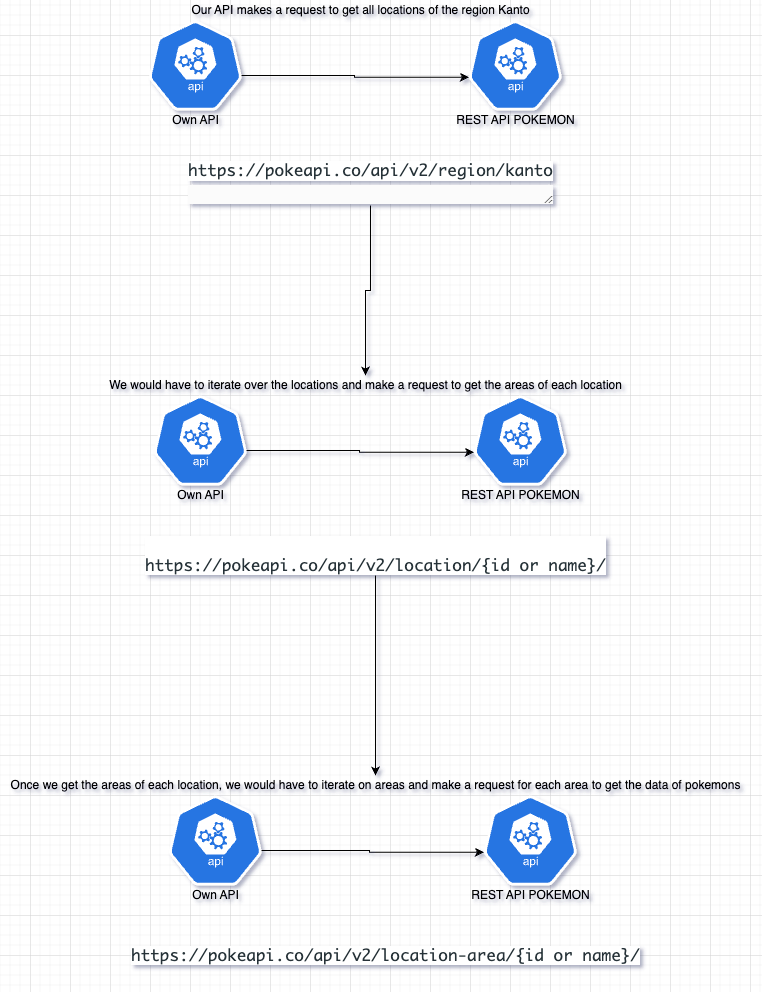 Our API makes a request to get all locations of the region Kanto
api
api
Own API
REST API POKEMON
https://pokeapi.co/api/v2/region/kanto
We would have to iterate over the locations and make a request to get the areas of each location
api
api
Own API
REST API POKEMON
https://pokeapi.co/api/v2/location/{id or name}/
Once we get the areas of each location, we would have to iterate on areas and make a request for each area to get the data of pokemons
api
api
Own API
REST API POKEMON
https://pokeapi.co/api/v2/location-area/{id or name}/